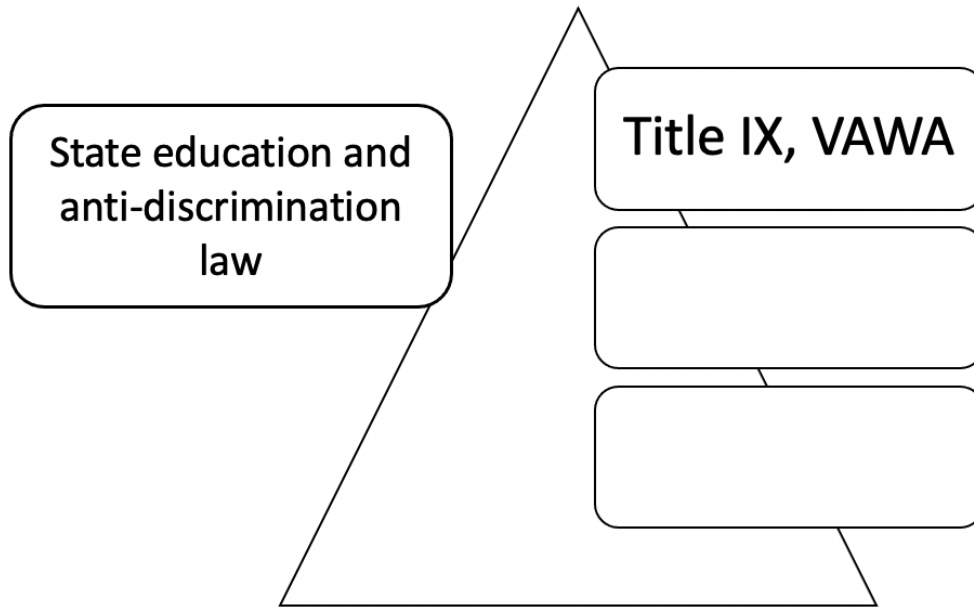 State education and
anti-discrimination
law
Title IX, VAWA